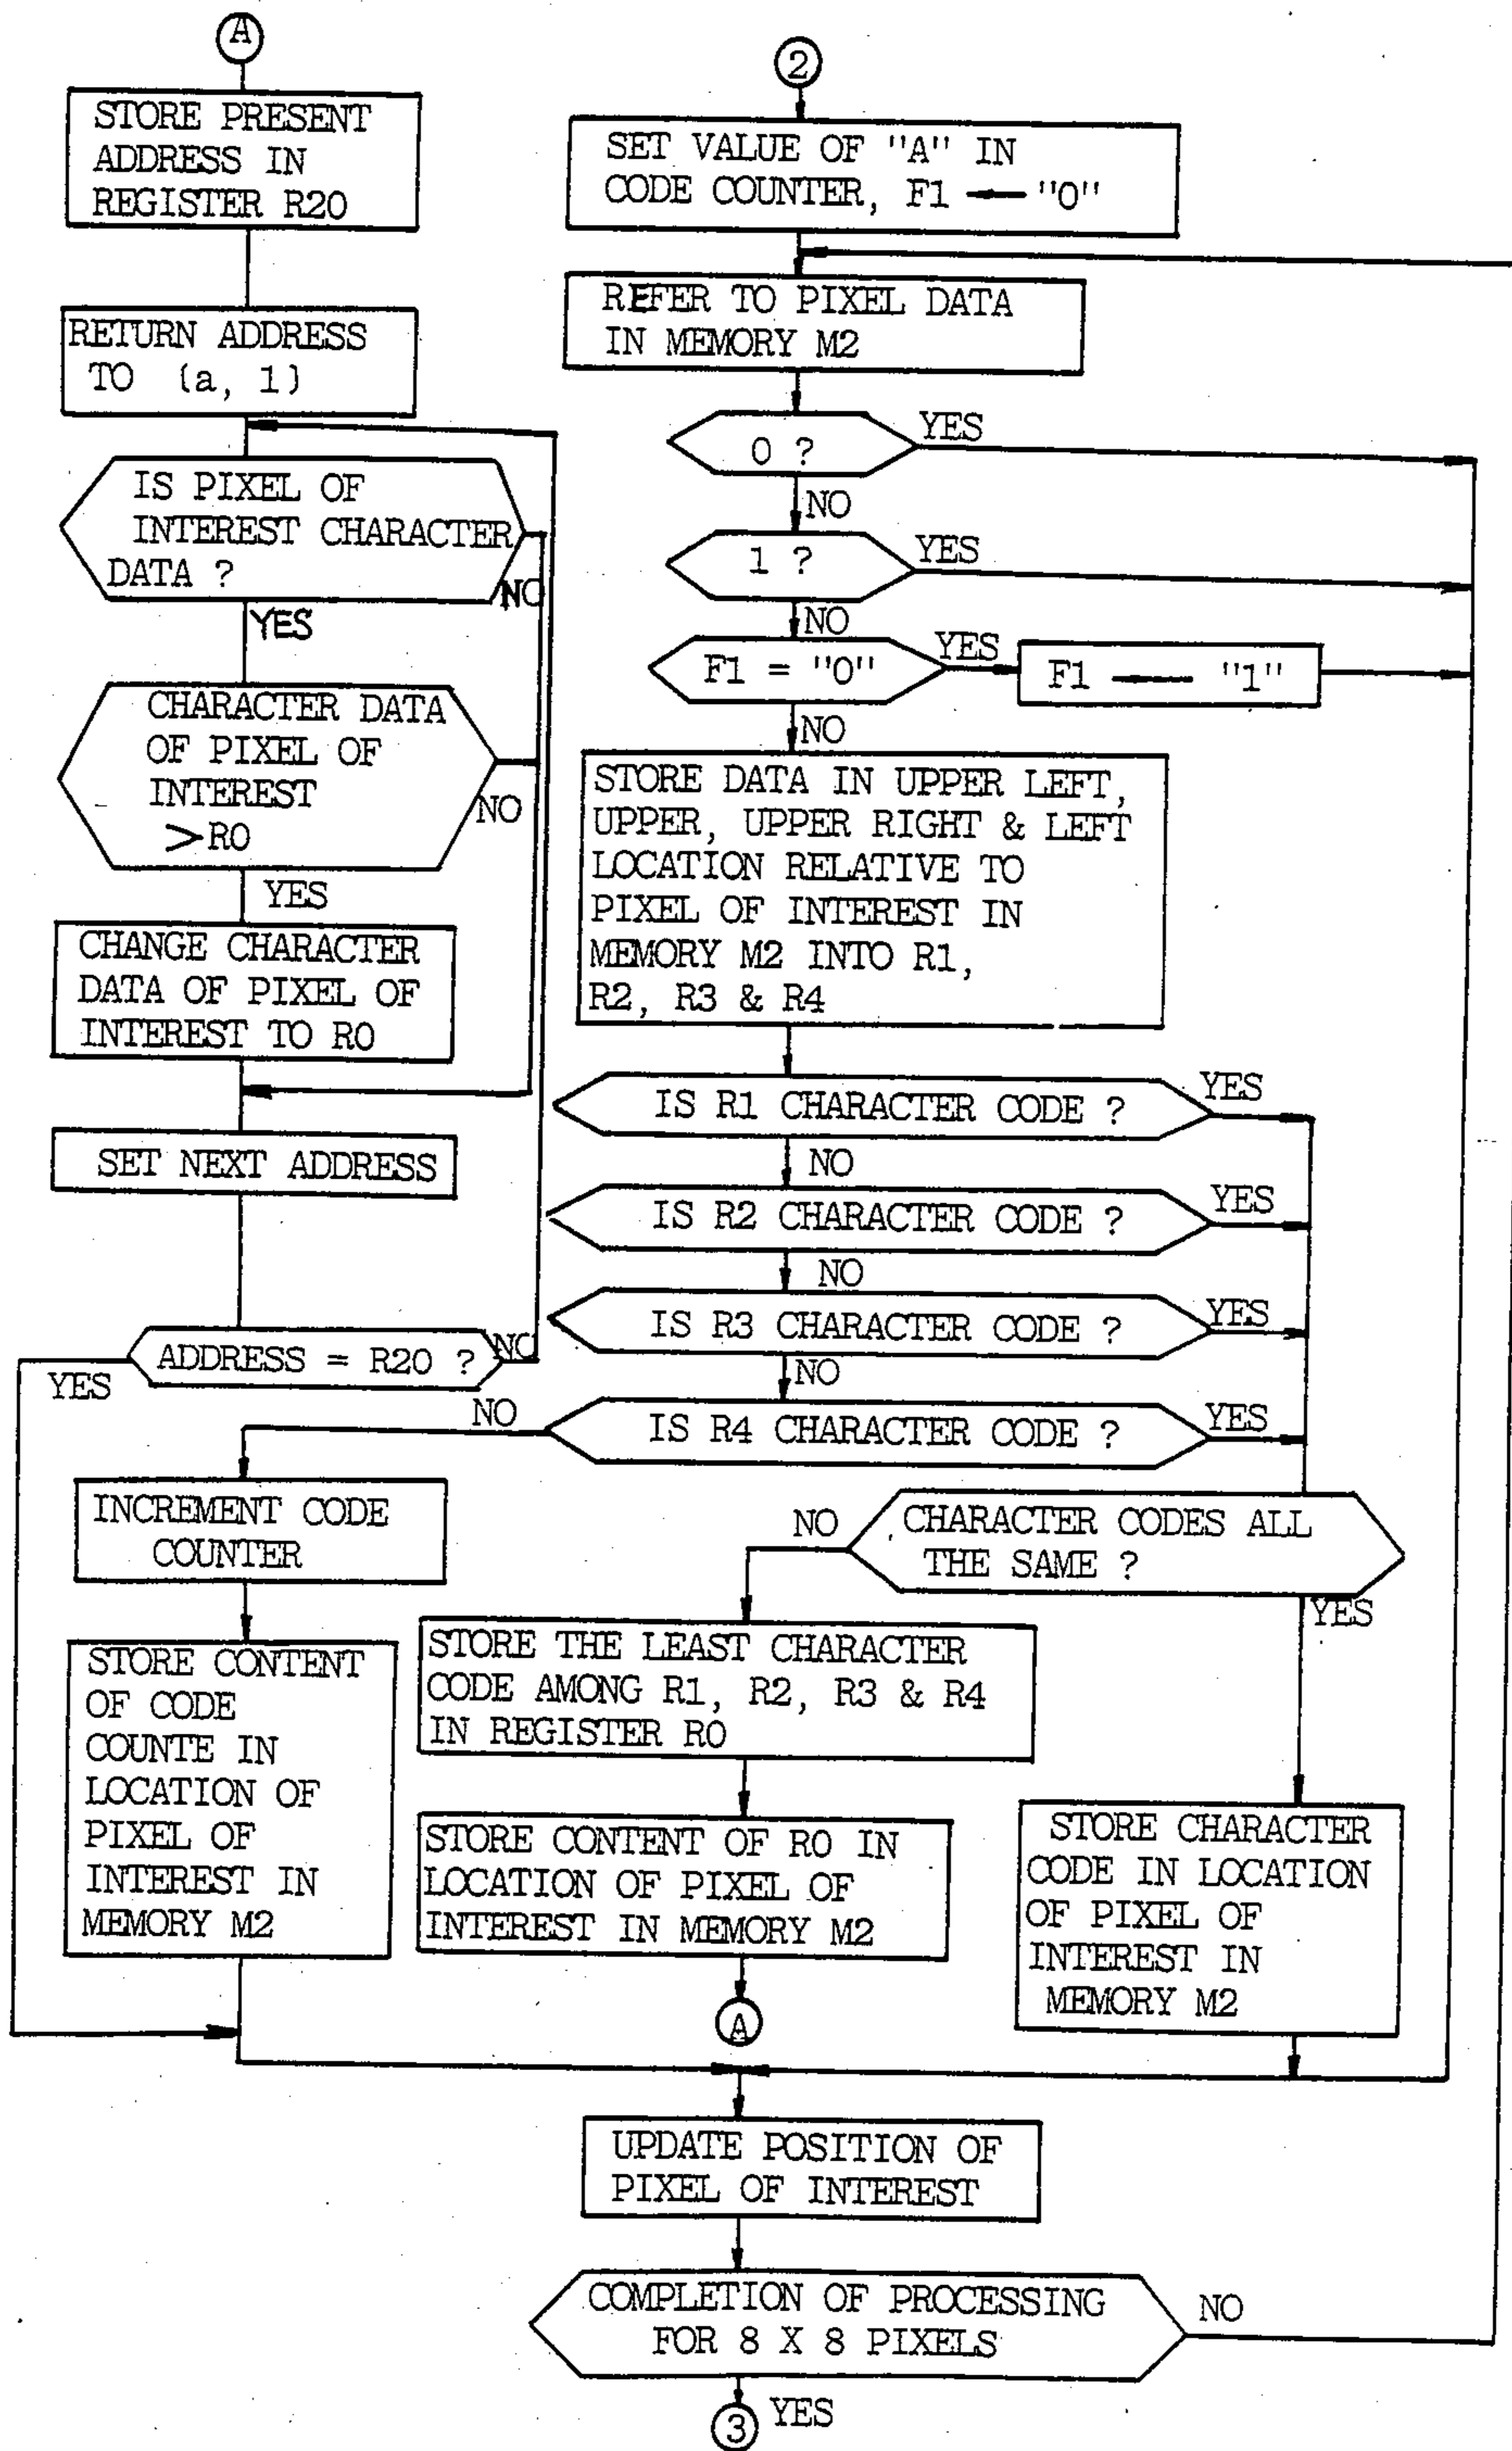 A
STORE PRESENT
ADDRESS IN
REGISTER R20
RETURN ADDRESS
TO (a, 1)
IS PIXEL OF
INTEREST CHARACTER
DATA ?
NO
YES
CHARACTER DATA
OF PIXEL OF
INTEREST
>R0
NO
YES
CHANGE CHARACTER
DATA OF PIXEL OF
INTEREST TO R0
SET NEXT ADDRESS
ADDRESS = R20 ?
NO
YES
2
SET VALUE OF "A" IN
CODE COUNTER, F1 ← "0"
REFER TO PIXEL DATA
IN MEMORY M2
0 ?
YES
NO
1 ?
YES
NO
F1 = "0"
YES
F1 ← "1"
NO
STORE DATA IN UPPER LEFT,
UPPER, UPPER RIGHT & LEFT
LOCATION RELATIVE TO
PIXEL OF INTEREST IN
MEMORY M2 INTO R1,
R2, R3 & R4
IS R1 CHARACTER CODE ?
YES
NO
IS R2 CHARACTER CODE ?
YES
NO
IS R3 CHARACTER CODE ?
YES
NO
IS R4 CHARACTER CODE ?
YES
NO
INCREMENT CODE
COUNTER
STORE CONTENT
OF CODE
COUNTE IN
LOCATION OF
PIXEL OF
INTEREST IN
MEMORY M2
CHARACTER CODES ALL
THE SAME ?
NO
YES
STORE THE LEAST CHARACTER
CODE AMONG R1, R2, R3 & R4
IN REGISTER R0
STORE CONTENT OF R0 IN
LOCATION OF PIXEL OF
INTEREST IN MEMORY M2
A
STORE CHARACTER
CODE IN LOCATION
OF PIXEL OF
INTEREST IN
MEMORY M2
UPDATE POSITION OF
PIXEL OF INTEREST
COMPLETION OF PROCESSING
FOR 8 X 8 PIXELS
NO
YES
3